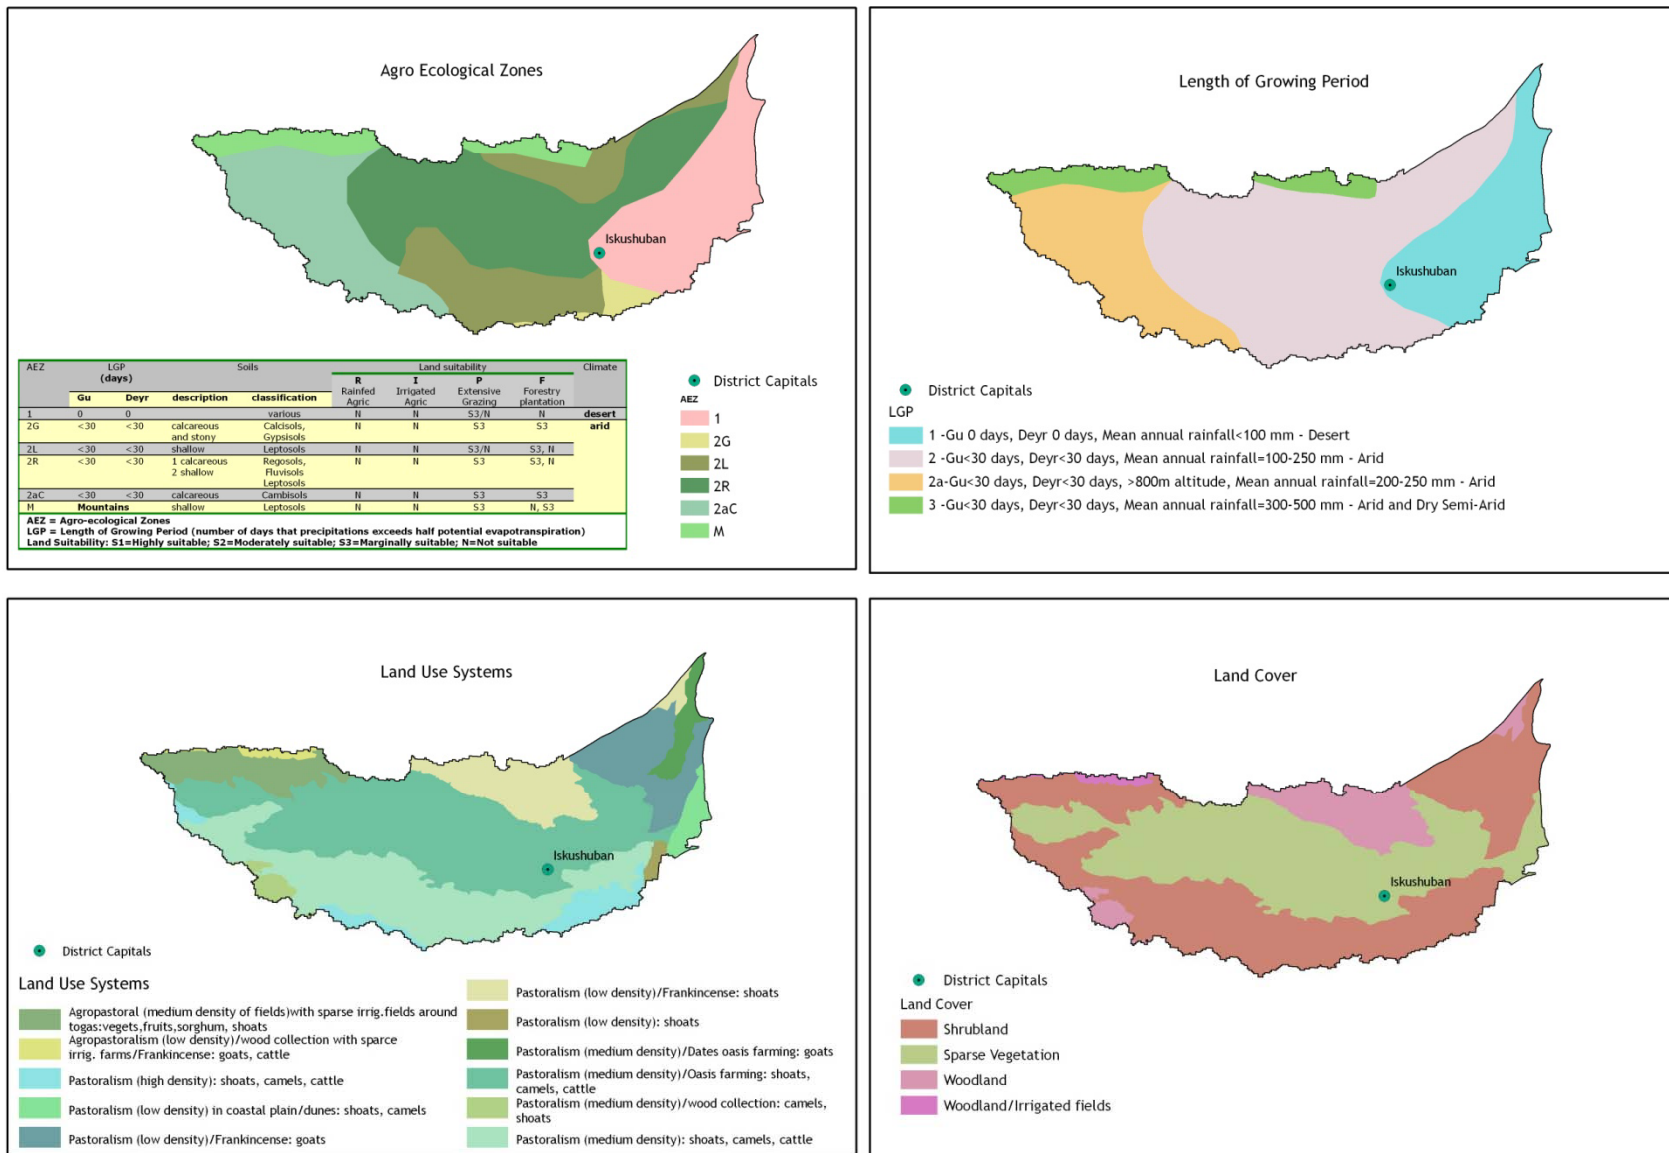 Agro Ecological Zones
Iskushuban
AEZ LGP Soils Land suitability Climate
(days) R I P F
Rainfed Irrigated Extensive Forestry
Gu Deyr description classification Agric Agric Grazing plantation
1 0 0 various N N S3/N N desert
2G <30 <30 calcareous Calcisols, N N S3 S3 arid
and stony Gypsisols
2L <30 <30 shallow Leptosols N N S3/N S3, N
2R <30 <30 1 calcareous Regosols, N N S3 S3, N
2 shallow Fluvisols
Leptosols
2aC <30 <30 calcareous Cambisols N N S3 S3
M Mountains shallow Leptosols N N S3 N, S3
AEZ = Agro-ecological Zones
LGP = Length of Growing Period (number of days that precipitations exceeds half potential evapotranspiration)
Land Suitability: S1=Highly suitable; S2=Moderately suitable; S3=Marginally suitable; N=Not suitable
District Capitals
AEZ
1
2G
2L
2R
2aC
M
Length of Growing Period
Iskushuban
District Capitals
LGP
1 -Gu 0 days, Deyr 0 days, Mean annual rainfall<100 mm - Desert
2 -Gu<30 days, Deyr<30 days, Mean annual rainfall=100-250 mm - Arid
2a-Gu<30 days, Deyr<30 days, >800m altitude, Mean annual rainfall=200-250 mm - Arid
3 -Gu<30 days, Deyr<30 days, Mean annual rainfall=300-500 mm - Arid and Dry Semi-Arid
Land Use Systems
Iskushuban
District Capitals
Land Use Systems
Agropastoral (medium density of fields)with sparse irrig.fields around
togas:vegets,fruits,sorghum, shoats
Agropastoralism (low density)/wood collection with sparce
irrig. farms/Frankincense: goats, cattle
Pastoralism (high density): shoats, camels, cattle
Pastoralism (low density) in coastal plain/dunes: shoats, camels
Pastoralism (low density)/Frankincense: goats
Pastoralism (low density)/Frankincense: shoats
Pastoralism (low density): shoats
Pastoralism (medium density)/Dates oasis farming: goats
Pastoralism (medium density)/Oasis farming: shoats,
camels, cattle
Pastoralism (medium density)/wood collection: camels,
shoats
Pastoralism (medium density): shoats, camels, cattle
Land Cover
Iskushuban
District Capitals
Land Cover
Shrubland
Sparse Vegetation
Woodland
Woodland/Irrigated fields